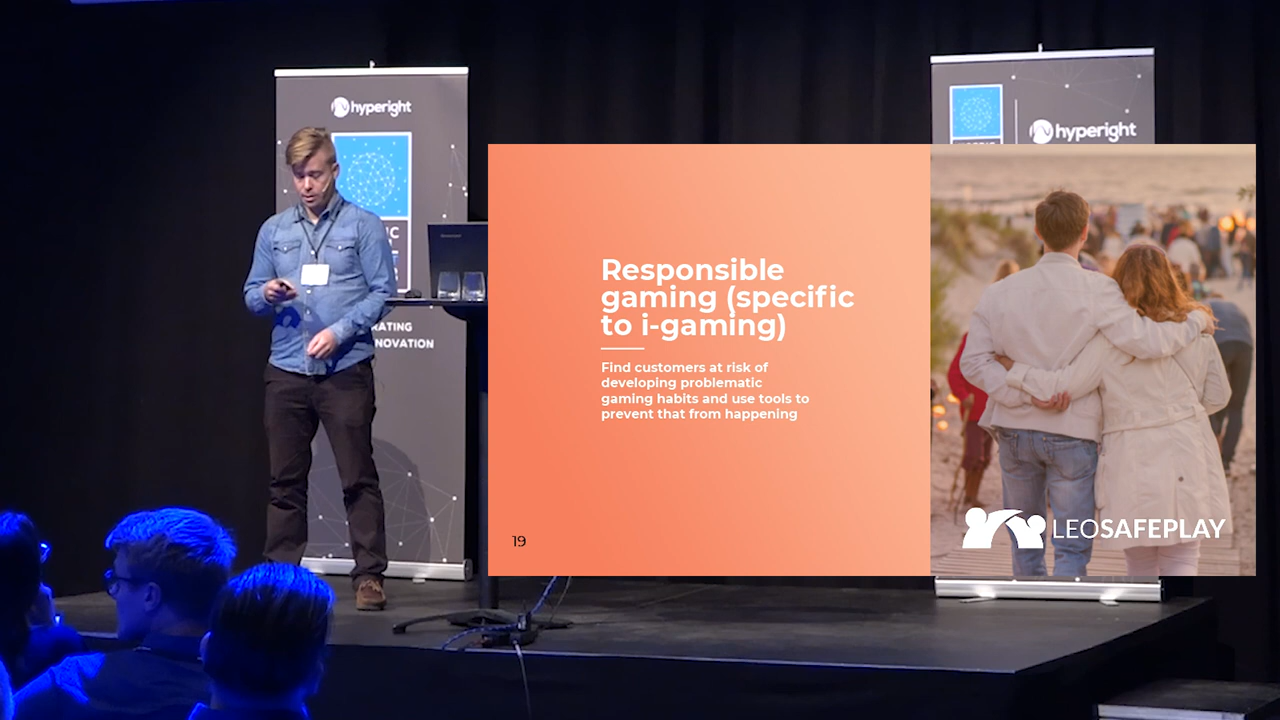 hyperight
RATING
NOVATION
hyperight
Responsible
gaming (specific
to i-gaming)
Find customers at risk of
developing problematic
gaming habits and use tools to
prevent that from happening
19
LEOSAFEPLAY